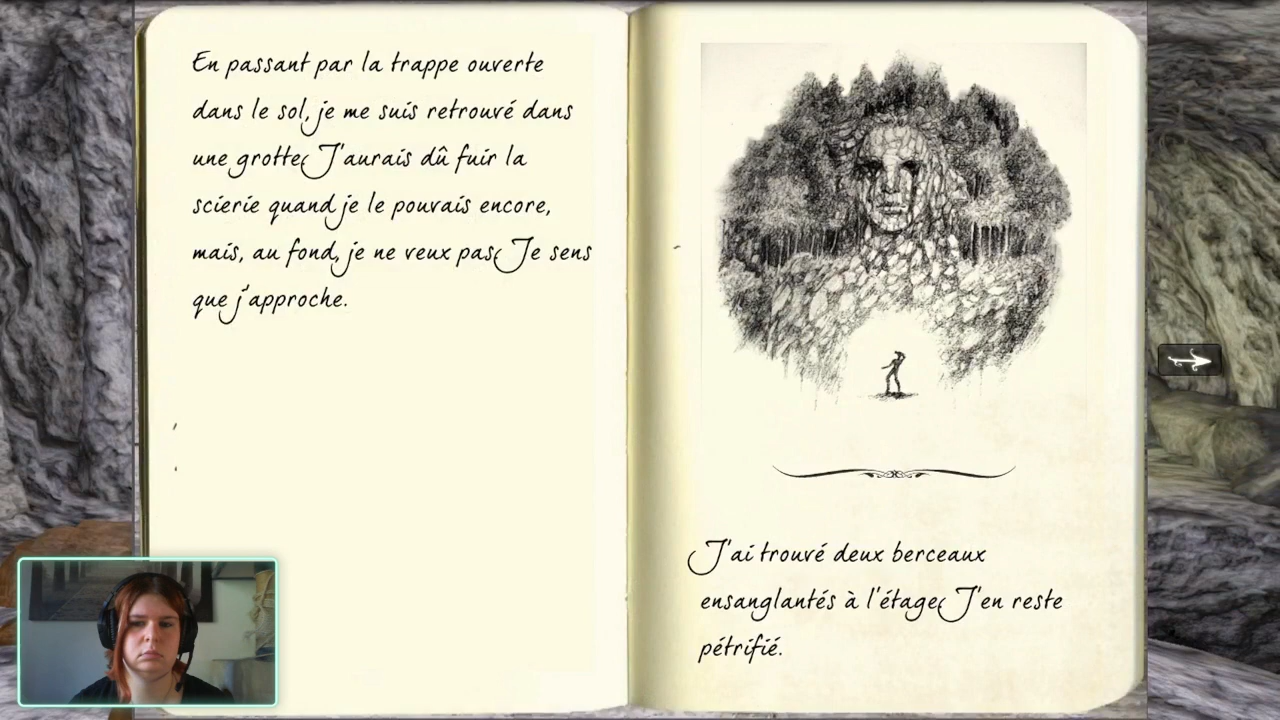 En passant par la trappe ouverte
dans le sol, je me suis retrouvé dans
une grotte. J'aurais dû fuir la
scierie quand je le pouvais encore,
mais, au fond, je ne veux pas. Je sens
que j'approche.
J'ai trouvé deux berceaux
ensanglantés à l'étage. J'en reste
pétrifié.